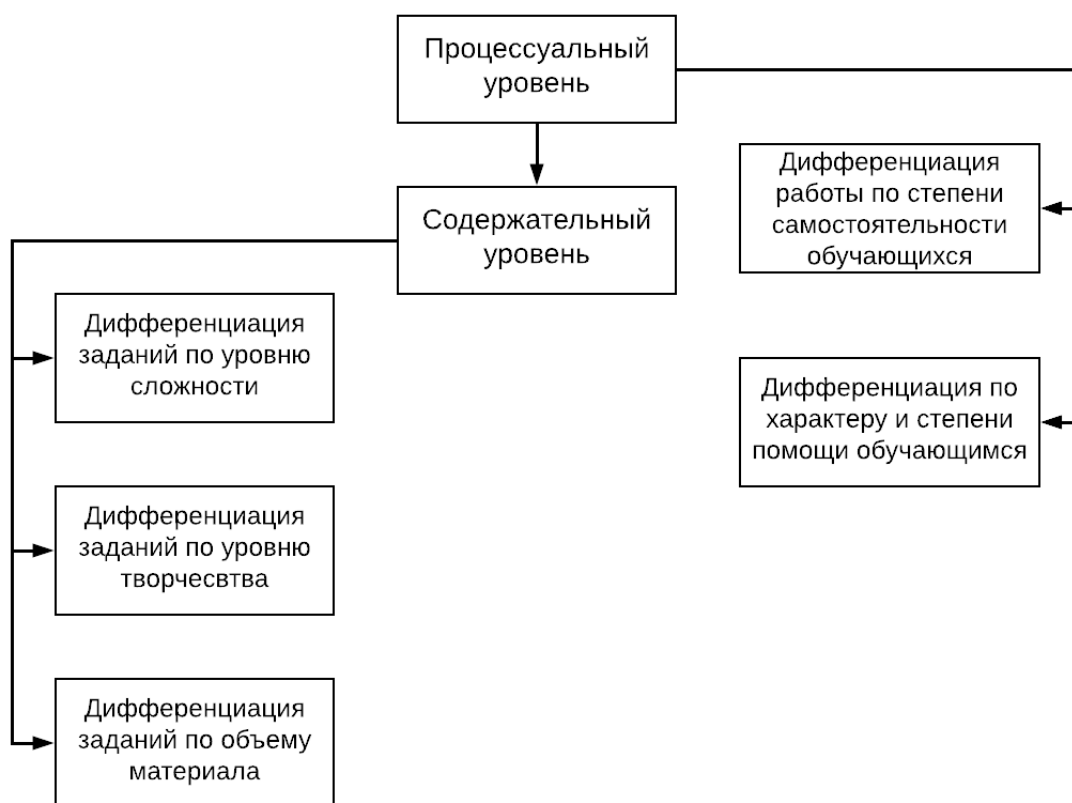 Процессуальный
уровень
Содержательный
уровень
Дифференциация
работы по степени
самостоятельности
обучающихся
Дифференциация по
характеру и степени
помощи обучающимся
Дифференциация
заданий по уровню
сложности
Дифференциация
заданий по уровню
творчесвтва
Дифференциация
заданий по объему
материала